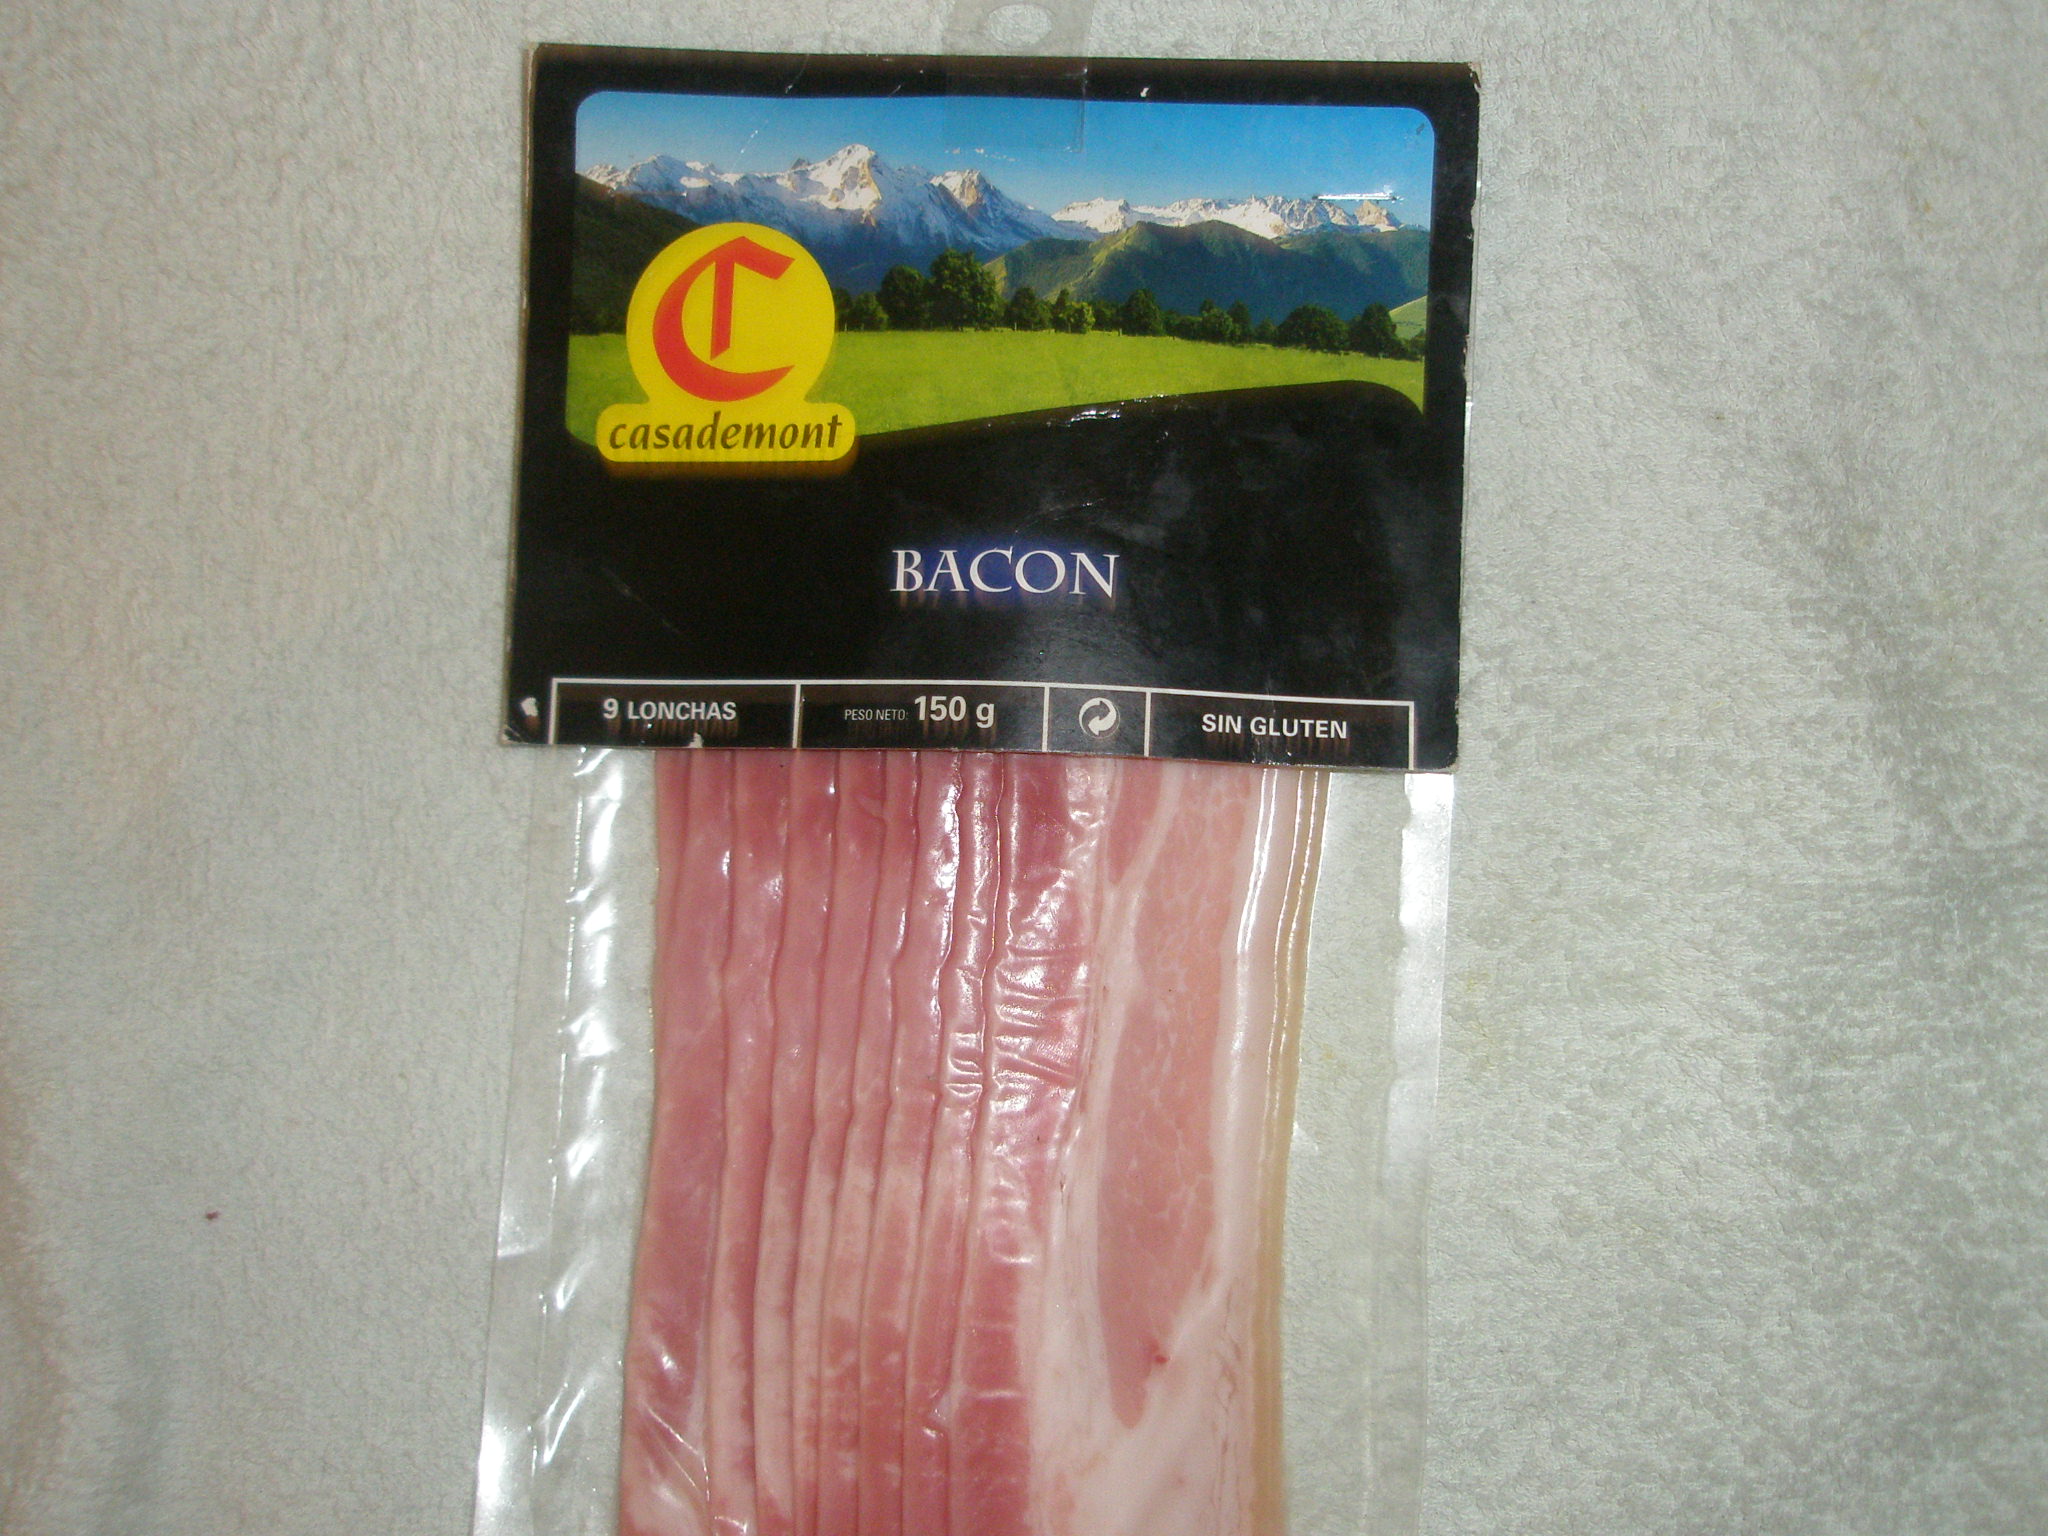 casademont
BACON
9 LONCHAS
PESO NETO: 150 g
SIN GLUTEN